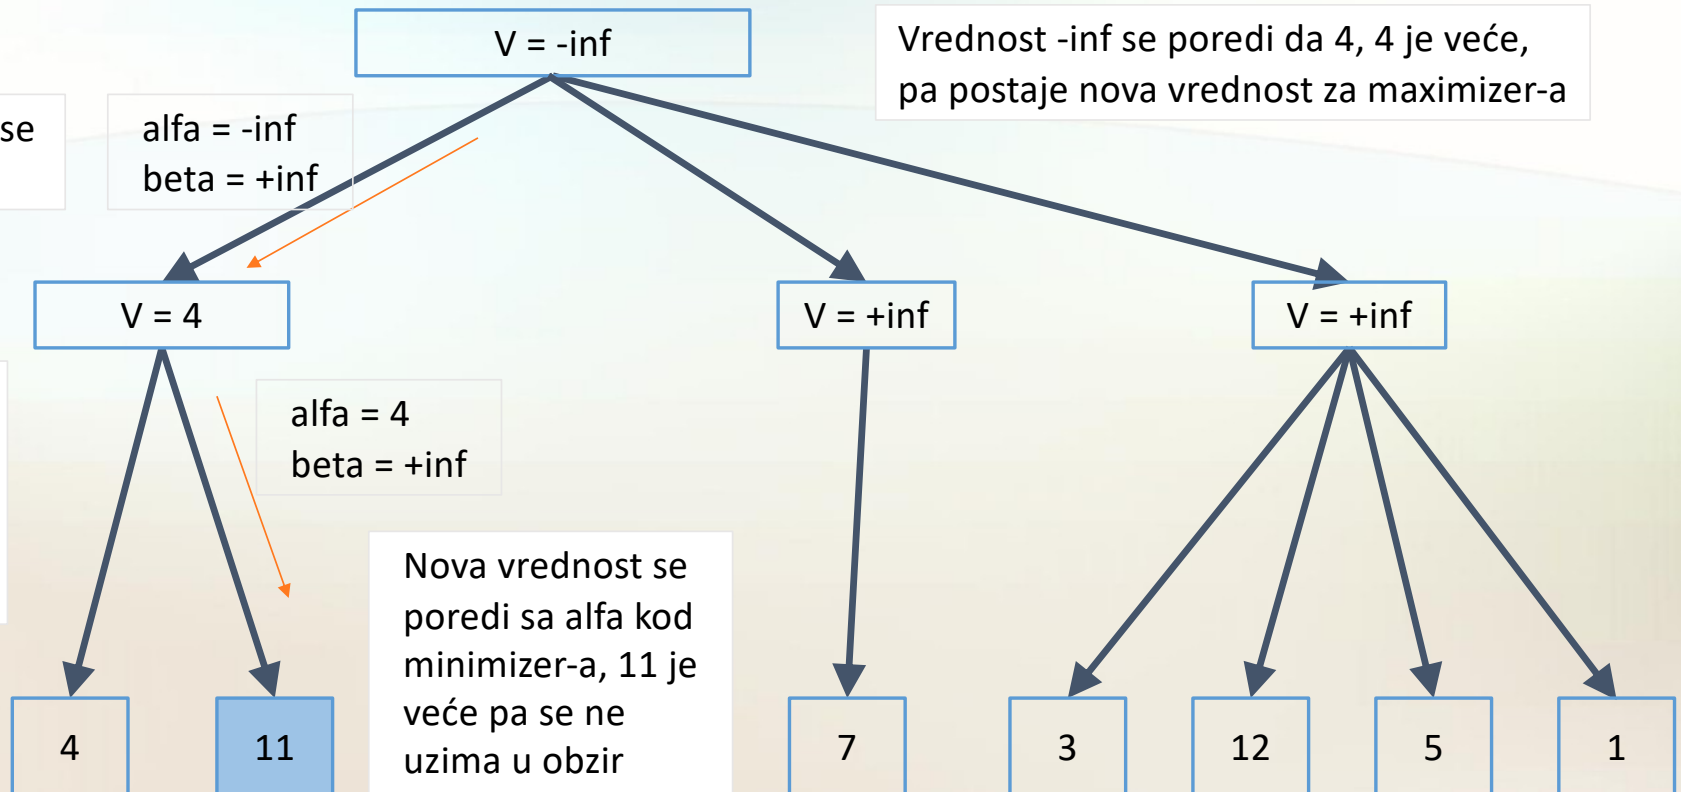 V = -inf
Vrednost -inf se poredi da 4, 4 je veće,
pa postaje nova vrednost za maximizer-a
se
alfa = -inf
beta = +inf
V = 4
V = +inf
V = +inf
alfa = 4
beta = +inf
Nova vrednost se
poredi sa alfa kod
minimizer-a, 11 je
veće pa se ne
uzima u obzir
4
11
7
3
12
5
1